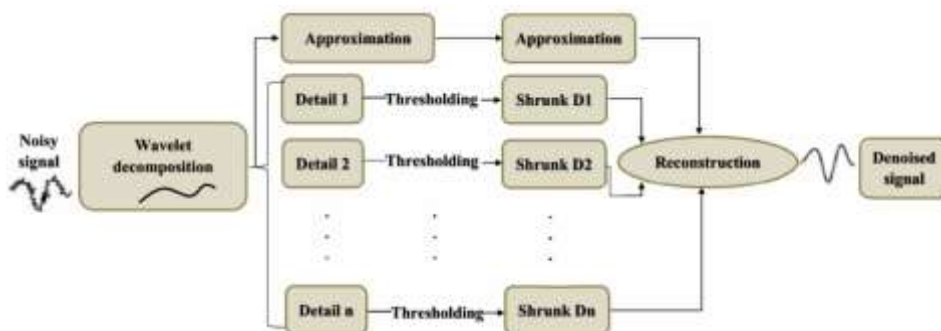 Approximation
Approximation
Detail 1
Thresholding
Shrunk D1
Noisy
signal
Wavelet
decomposition
Detail 2
Thresholding
Shrunk D2
Reconstruction
Denoised
signal
Detail n
Thresholding
Shrunk Dn